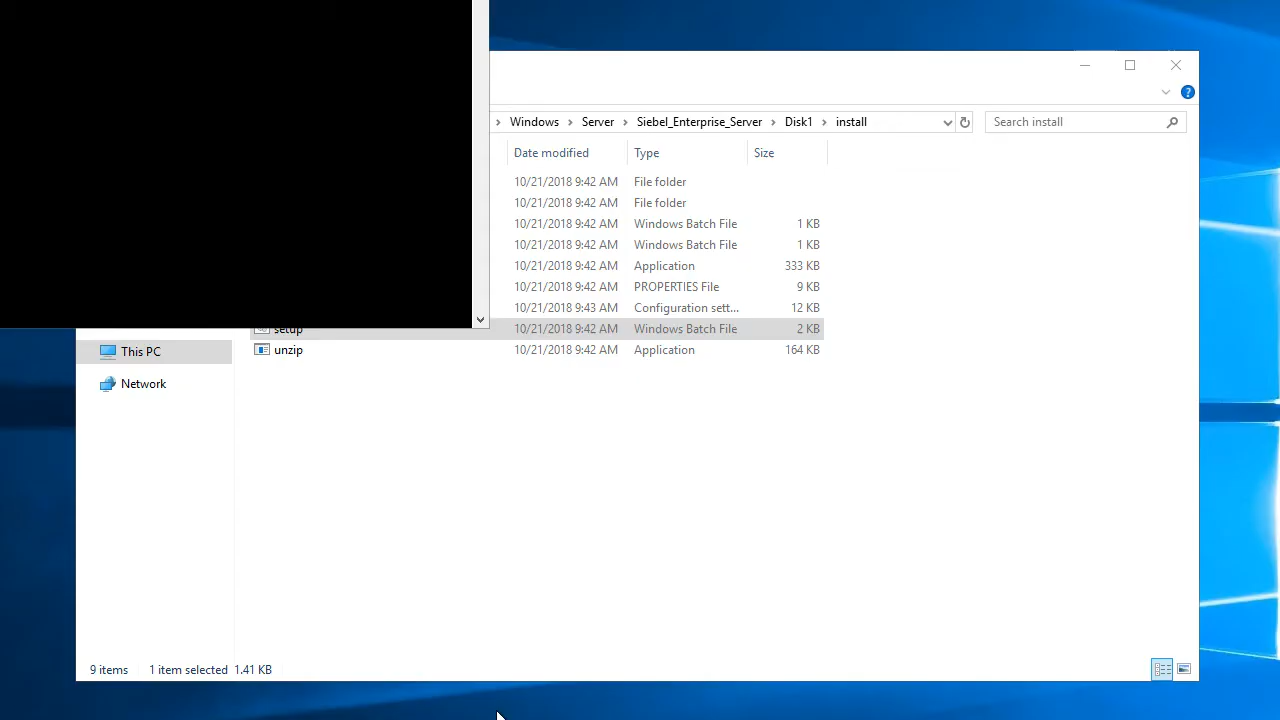 Windows Server Siebel_Enterprise_Server Disk1 install Search install
Date modified Type Size
10/21/2018 9:42 AM File folder
10/21/2018 9:42 AM File folder
10/21/2018 9:42 AM Windows Batch File 1 KB
10/21/2018 9:42 AM Windows Batch File 1 KB
10/21/2018 9:42 AM Application 333 KB
10/21/2018 9:42 AM PROPERTIES File 9 KB
10/21/2018 9:43 AM Configuration sett... 12 KB
setup 10/21/2018 9:42 AM Windows Batch File 2 KB
unzip 10/21/2018 9:42 AM Application 164 KB
This PC
Network
9 items 1 item selected 1.41 KB